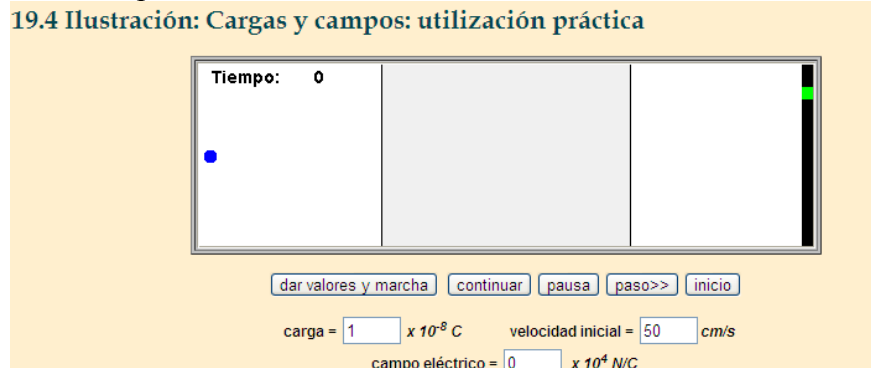 19.4 Ilustración: Cargas y campos: utilización práctica
Tiempo: 0
dar valores y marcha continuar pausa paso>> inicio
carga = 1 x 10⁻⁸ C velocidad inicial = 50 cm/s
campo eléctrico = 0 x 10⁴ N/C